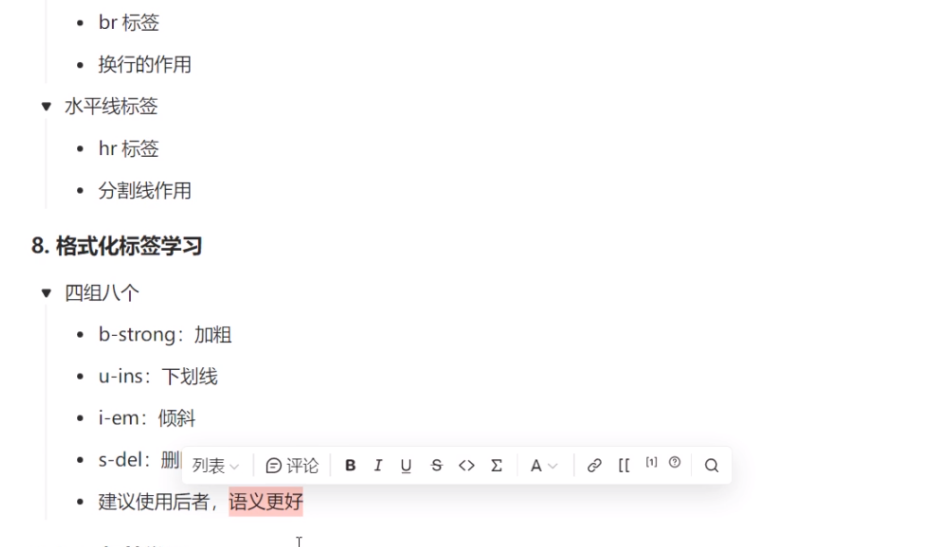 br 标签
换行的作用
水平线标签
hr 标签
分割线作用
8. 格式化标签学习
四组八个
b-strong：加粗
u-ins：下划线
i-em：倾斜
s-del：删
列表 评论 B I U S <> Σ A [[ [1] ?
建议使用后者，语义更好